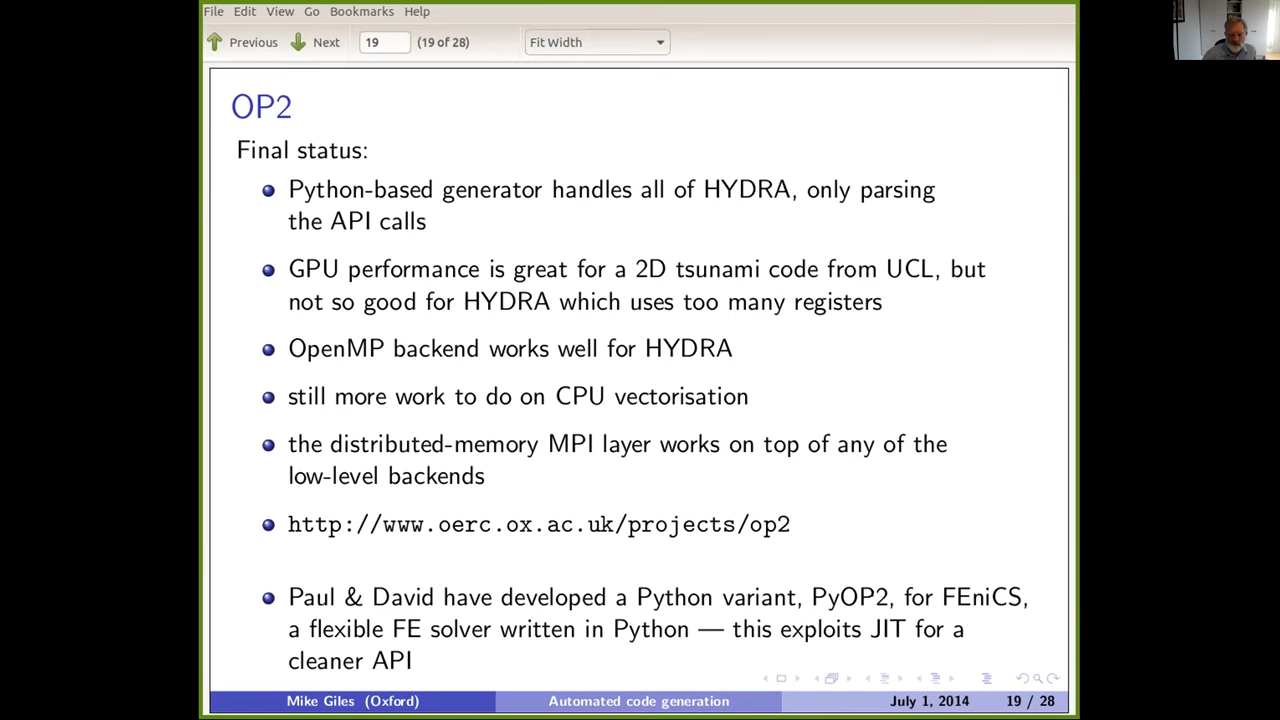 File Edit View Go Bookmarks Help
Previous Next 19 (19 of 28) Fit Width
OP2
Final status:
Python-based generator handles all of HYDRA, only parsing
the API calls
GPU performance is great for a 2D tsunami code from UCL, but
not so good for HYDRA which uses too many registers
OpenMP backend works well for HYDRA
still more work to do on CPU vectorisation
the distributed-memory MPI layer works on top of any of the
low-level backends
http://www.oerc.ox.ac.uk/projects/op2
Paul & David have developed a Python variant, PyOP2, for FEniCS,
a flexible FE solver written in Python — this exploits JIT for a
cleaner API
Mike Giles (Oxford) Automated code generation July 1, 2014 19 / 28